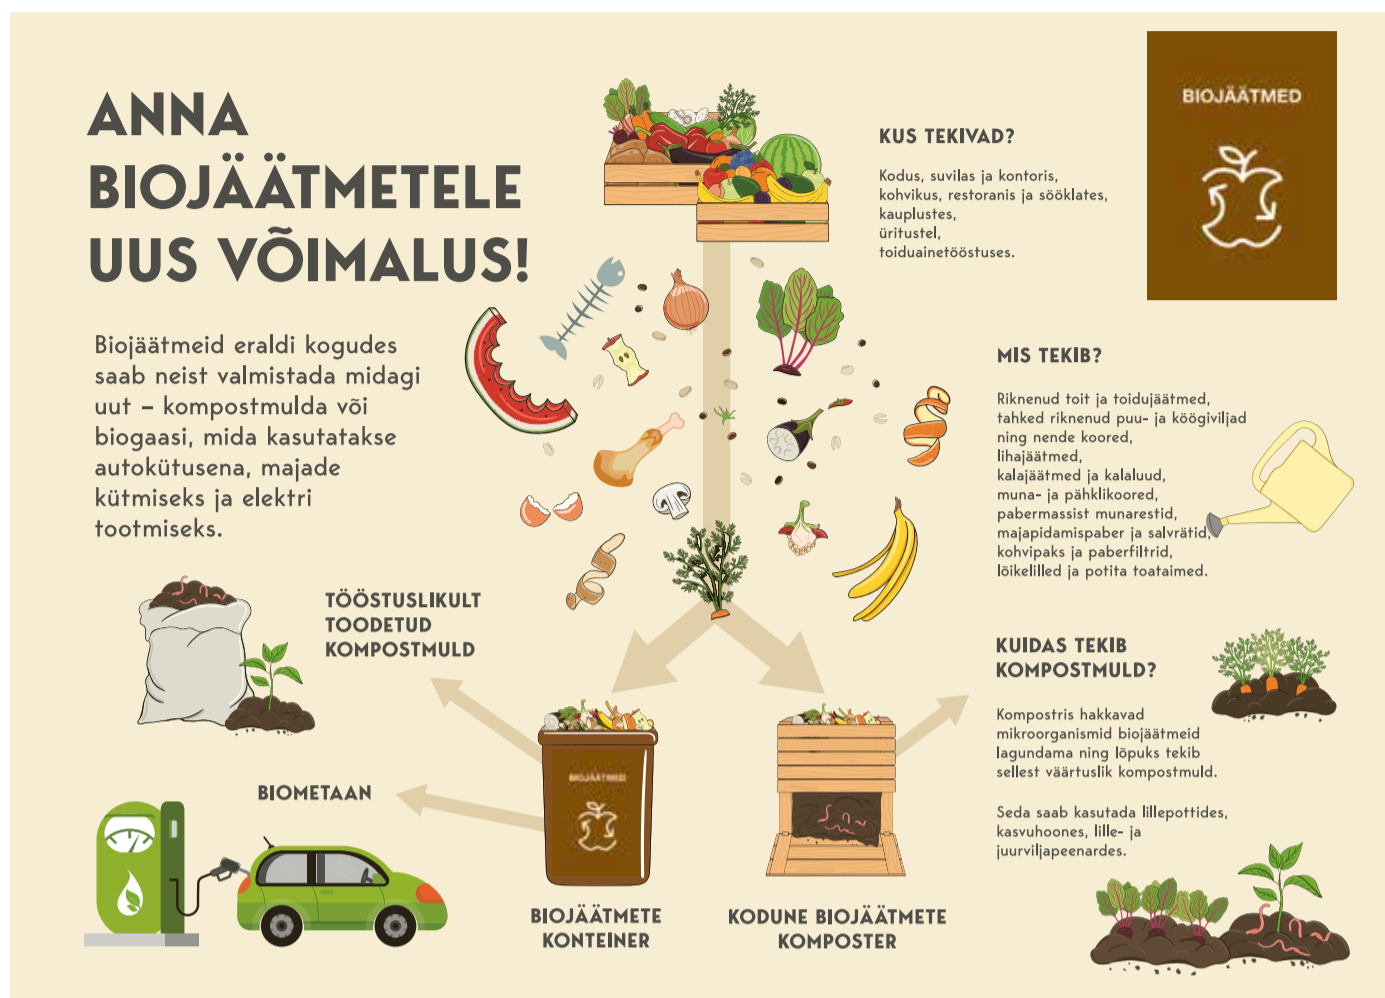 ANNA
BIOJÄÄTMETELE
UUS VÕIMALUS!
Biojäätmeid eraldi kogudes
saab neist valmistada midagi
uut – kompostmulda või
biogaasi, mida kasutatakse
autokütusena, majade
kütmiseks ja elektri
tootmiseks.
KUS TEKIVAD?
Kodus, suvilas ja kontoris,
kohvikus, restoranis ja sööklates,
kauplustes,
üritustel,
toiduainetööstuses.
BIOJÄÄTMED
MIS TEKIB?
Riknenud toit ja toidujäätmed,
tahked riknenud puu- ja köögiviljad
ning nende koored,
lihajäätmed,
kalajäätmed ja kalaluud,
muna- ja pähklikoored,
pabermassist munarestid,
majapidamispaber ja salvrätid,
kohvipaks ja paberfiltrid,
lõikelilled ja potita toataimed.
TÖÖSTUSLIKULT
TOODETUD
KOMPOSTMULD
BIOMETAAN
BIOJÄÄTMED
BIOJÄÄTMETE
KONTEINER
KODUNE BIOJÄÄTMETE
KOMPOSTER
KUIDAS TEKIB
KOMPOSTMULD?
Kompostris hakkavad
mikroorganismid biojäätmeid
lagundama ning lõpuks tekib
sellest väärtuslik kompostmuld.
Seda saab kasutada lillepottides,
kasvuhoones, lille- ja
juurviljapeenardes.